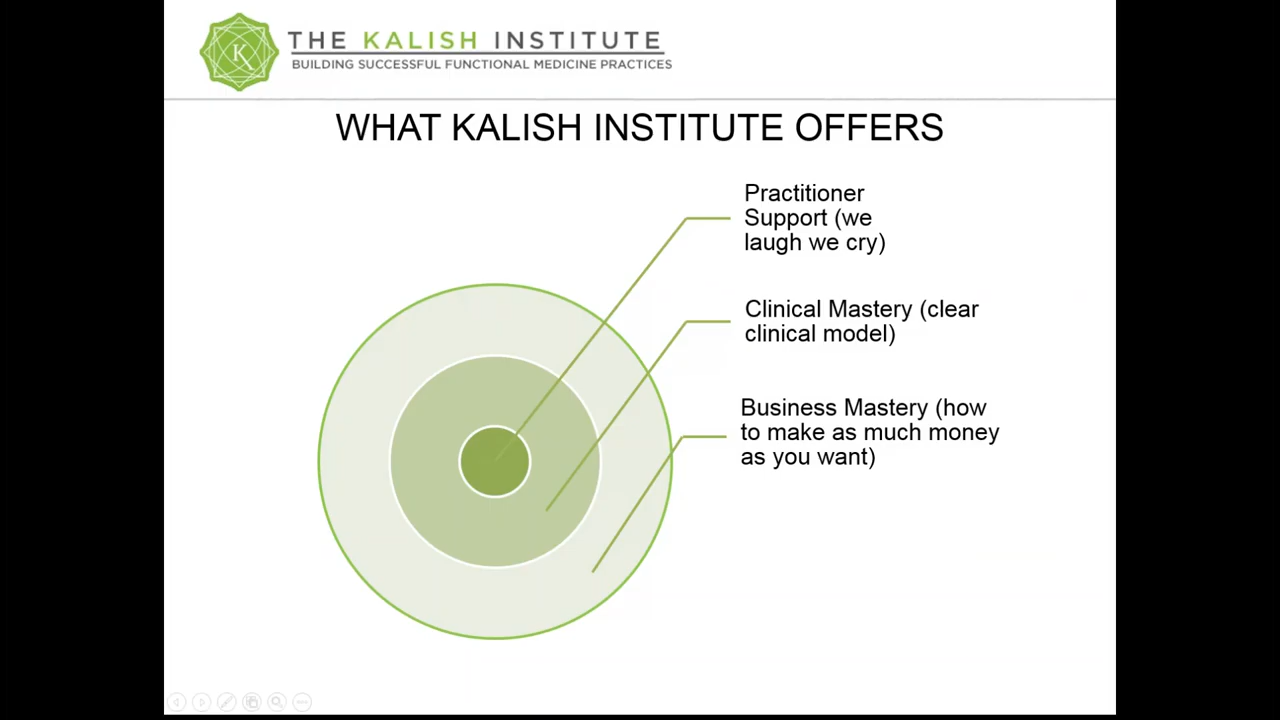 THE KALISH INSTITUTE
BUILDING SUCCESSFUL FUNCTIONAL MEDICINE PRACTICES
WHAT KALISH INSTITUTE OFFERS
Practitioner
Support (we
laugh we cry)
Clinical Mastery (clear
clinical model)
Business Mastery (how
to make as much money
as you want)